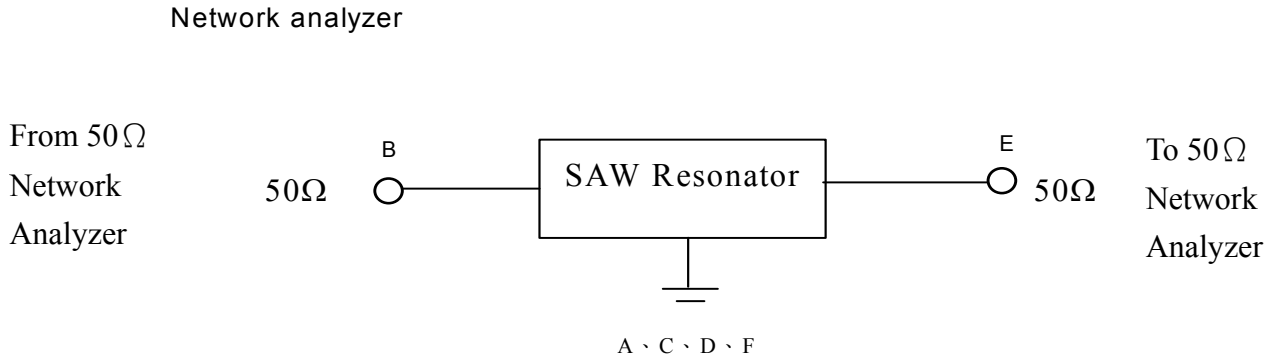 Network analyzer
From 50Ω
Network
Analyzer
50Ω
B
SAW Resonator
E
50Ω
To 50Ω
Network
Analyzer
A、C、D、F